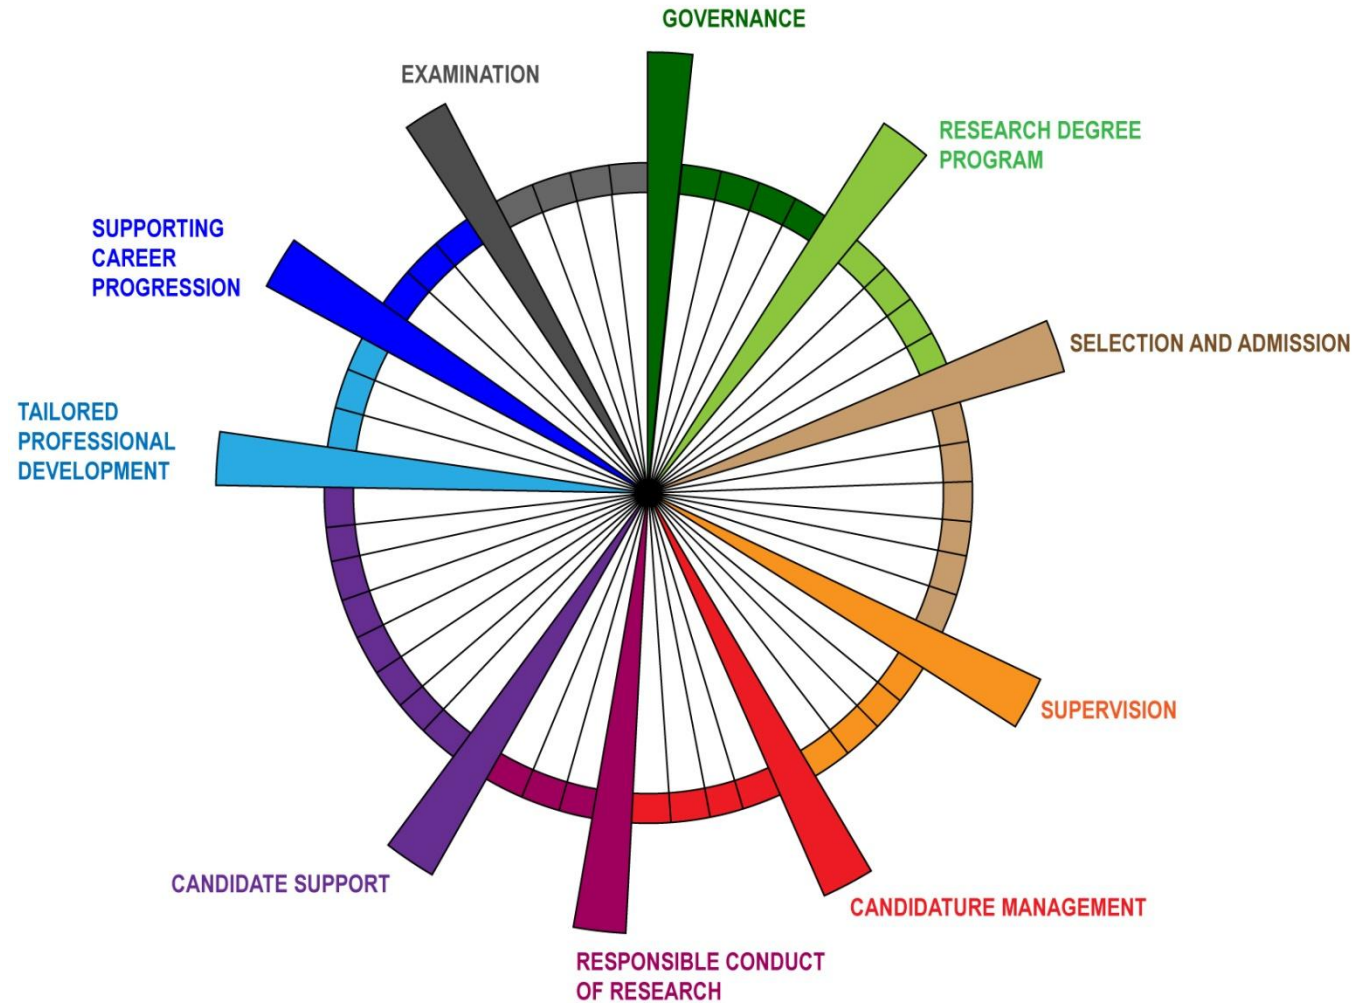 GOVERNANCE
EXAMINATION
RESEARCH DEGREE
PROGRAM
SUPPORTING
CAREER
PROGRESSION
SELECTION AND ADMISSION
TAILORED
PROFESSIONAL
DEVELOPMENT
SUPERVISION
CANDIDATE SUPPORT
CANDIDATURE MANAGEMENT
RESPONSIBLE CONDUCT
OF RESEARCH